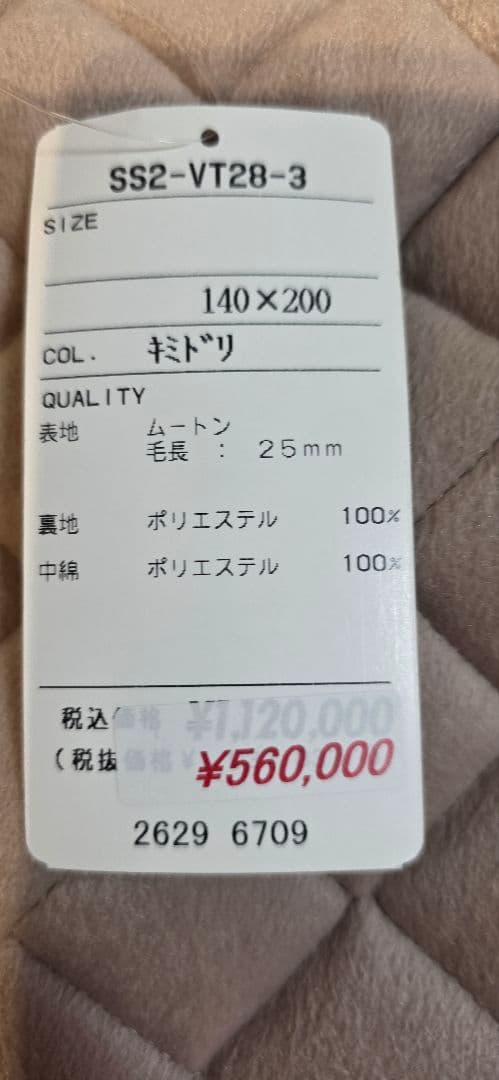 SS2-VT28-3
SIZE
140×200
COL. キミドリ
QUALITY
表地 ムートン
毛長 : 25mm
裏地 ポリエステル 100%
中綿 ポリエステル 100%
税込価格 ¥1,120,000
(税抜価格 ¥
¥560,000
2629 6709